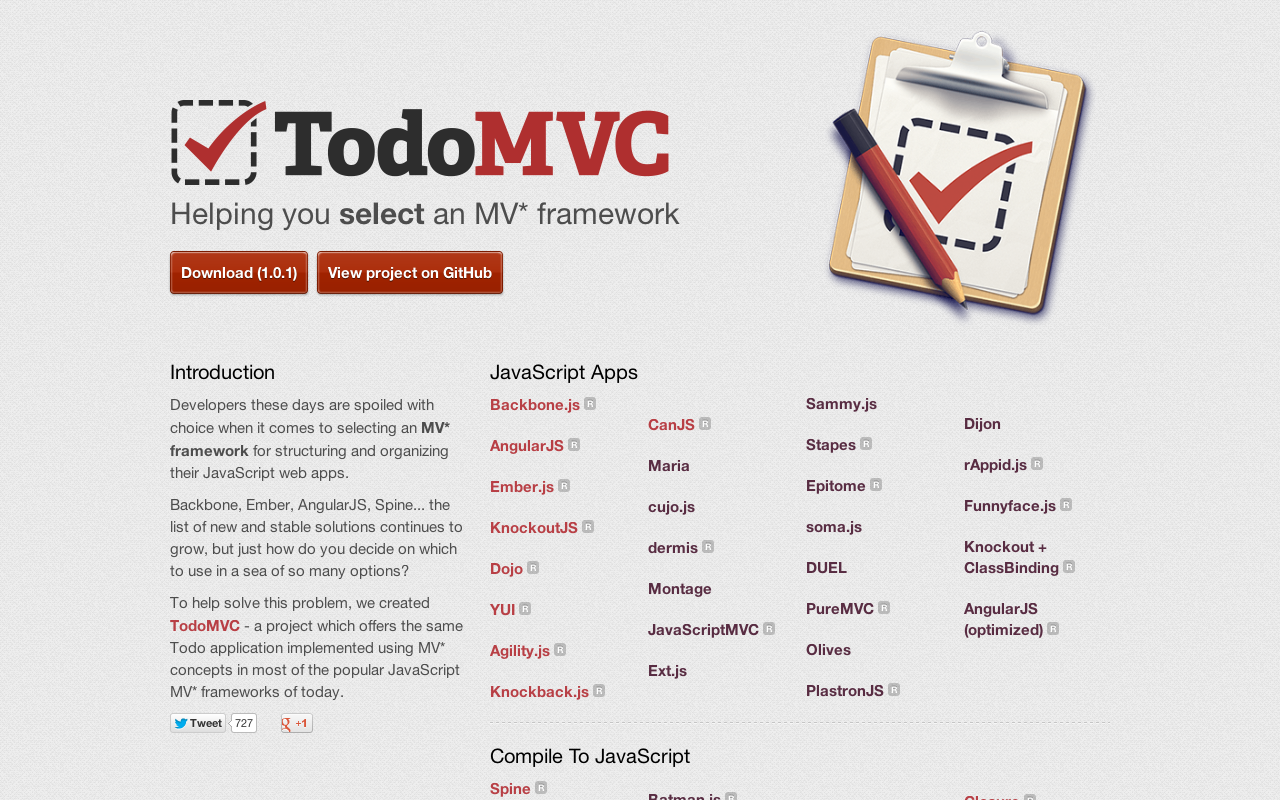 TodoMVC
Helping you select an MV* framework
Download (1.0.1)
View project on GitHub
Introduction
Developers these days are spoiled with
choice when it comes to selecting an MV*
framework for structuring and organizing
their JavaScript web apps.
Backbone, Ember, AngularJS, Spine... the
list of new and stable solutions continues to
grow, but just how do you decide on which
to use in a sea of so many options?
To help solve this problem, we created
TodoMVC - a project which offers the same
Todo application implemented using MV*
concepts in most of the popular JavaScript
MV* frameworks of today.
Tweet
727
g +1
JavaScript Apps
Backbone.js R
AngularJS R
Ember.js R
KnockoutJS R
Dojo R
YUI R
Agility.js R
Knockback.js R
CanJS R
Maria
cujo.js
dermis R
Montage
JavaScriptMVC R
Ext.js
Sammy.js
Stapes R
Epitome R
soma.js
DUEL
PureMVC R
Olives
PlastronJS R
Dijon
rAppid.js R
Funnyface.js R
Knockout +
ClassBinding R
AngularJS
(optimized) R
Compile To JavaScript
Spine R
Batman.js R